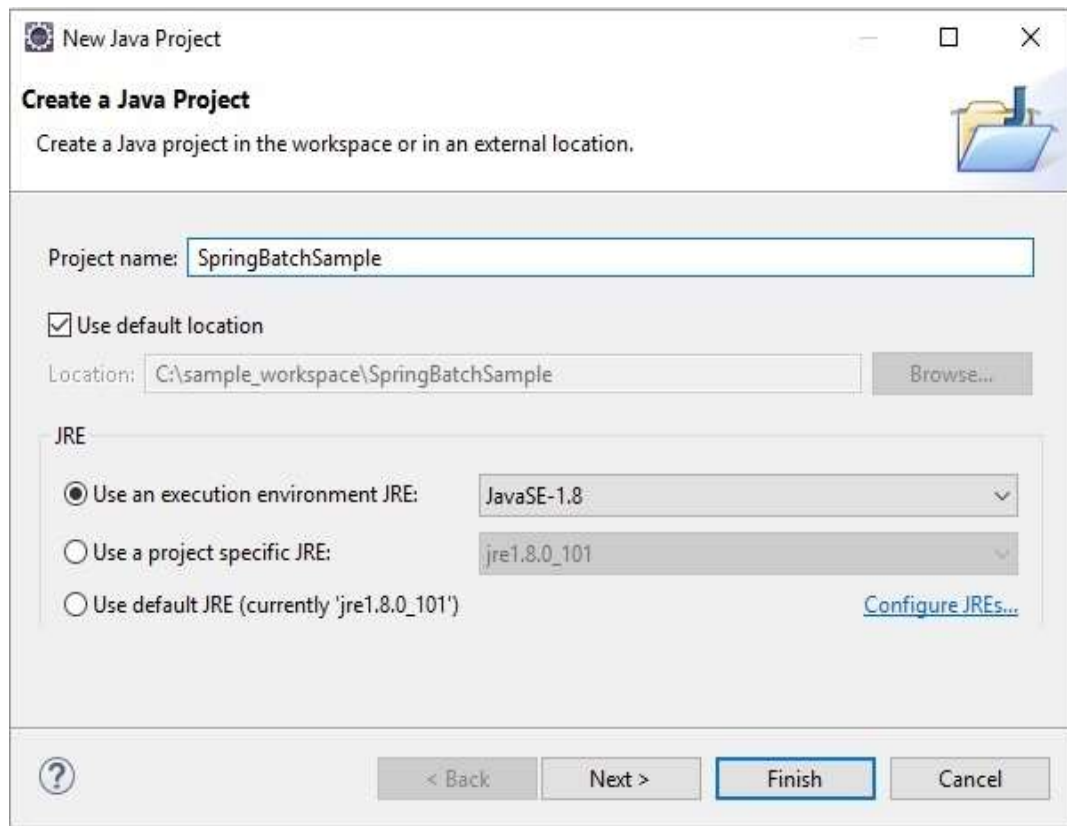 New Java Project
Create a Java Project
Create a Java project in the workspace or in an external location.
Project name: SpringBatchSample
Use default location
Location: C:\sample_workspace\SpringBatchSample Browse...
JRE
Use an execution environment JRE: JavaSE-1.8
Use a project specific JRE: jre1.8.0_101
Use default JRE (currently 'jre1.8.0_101') Configure JREs...
? < Back Next > Finish Cancel